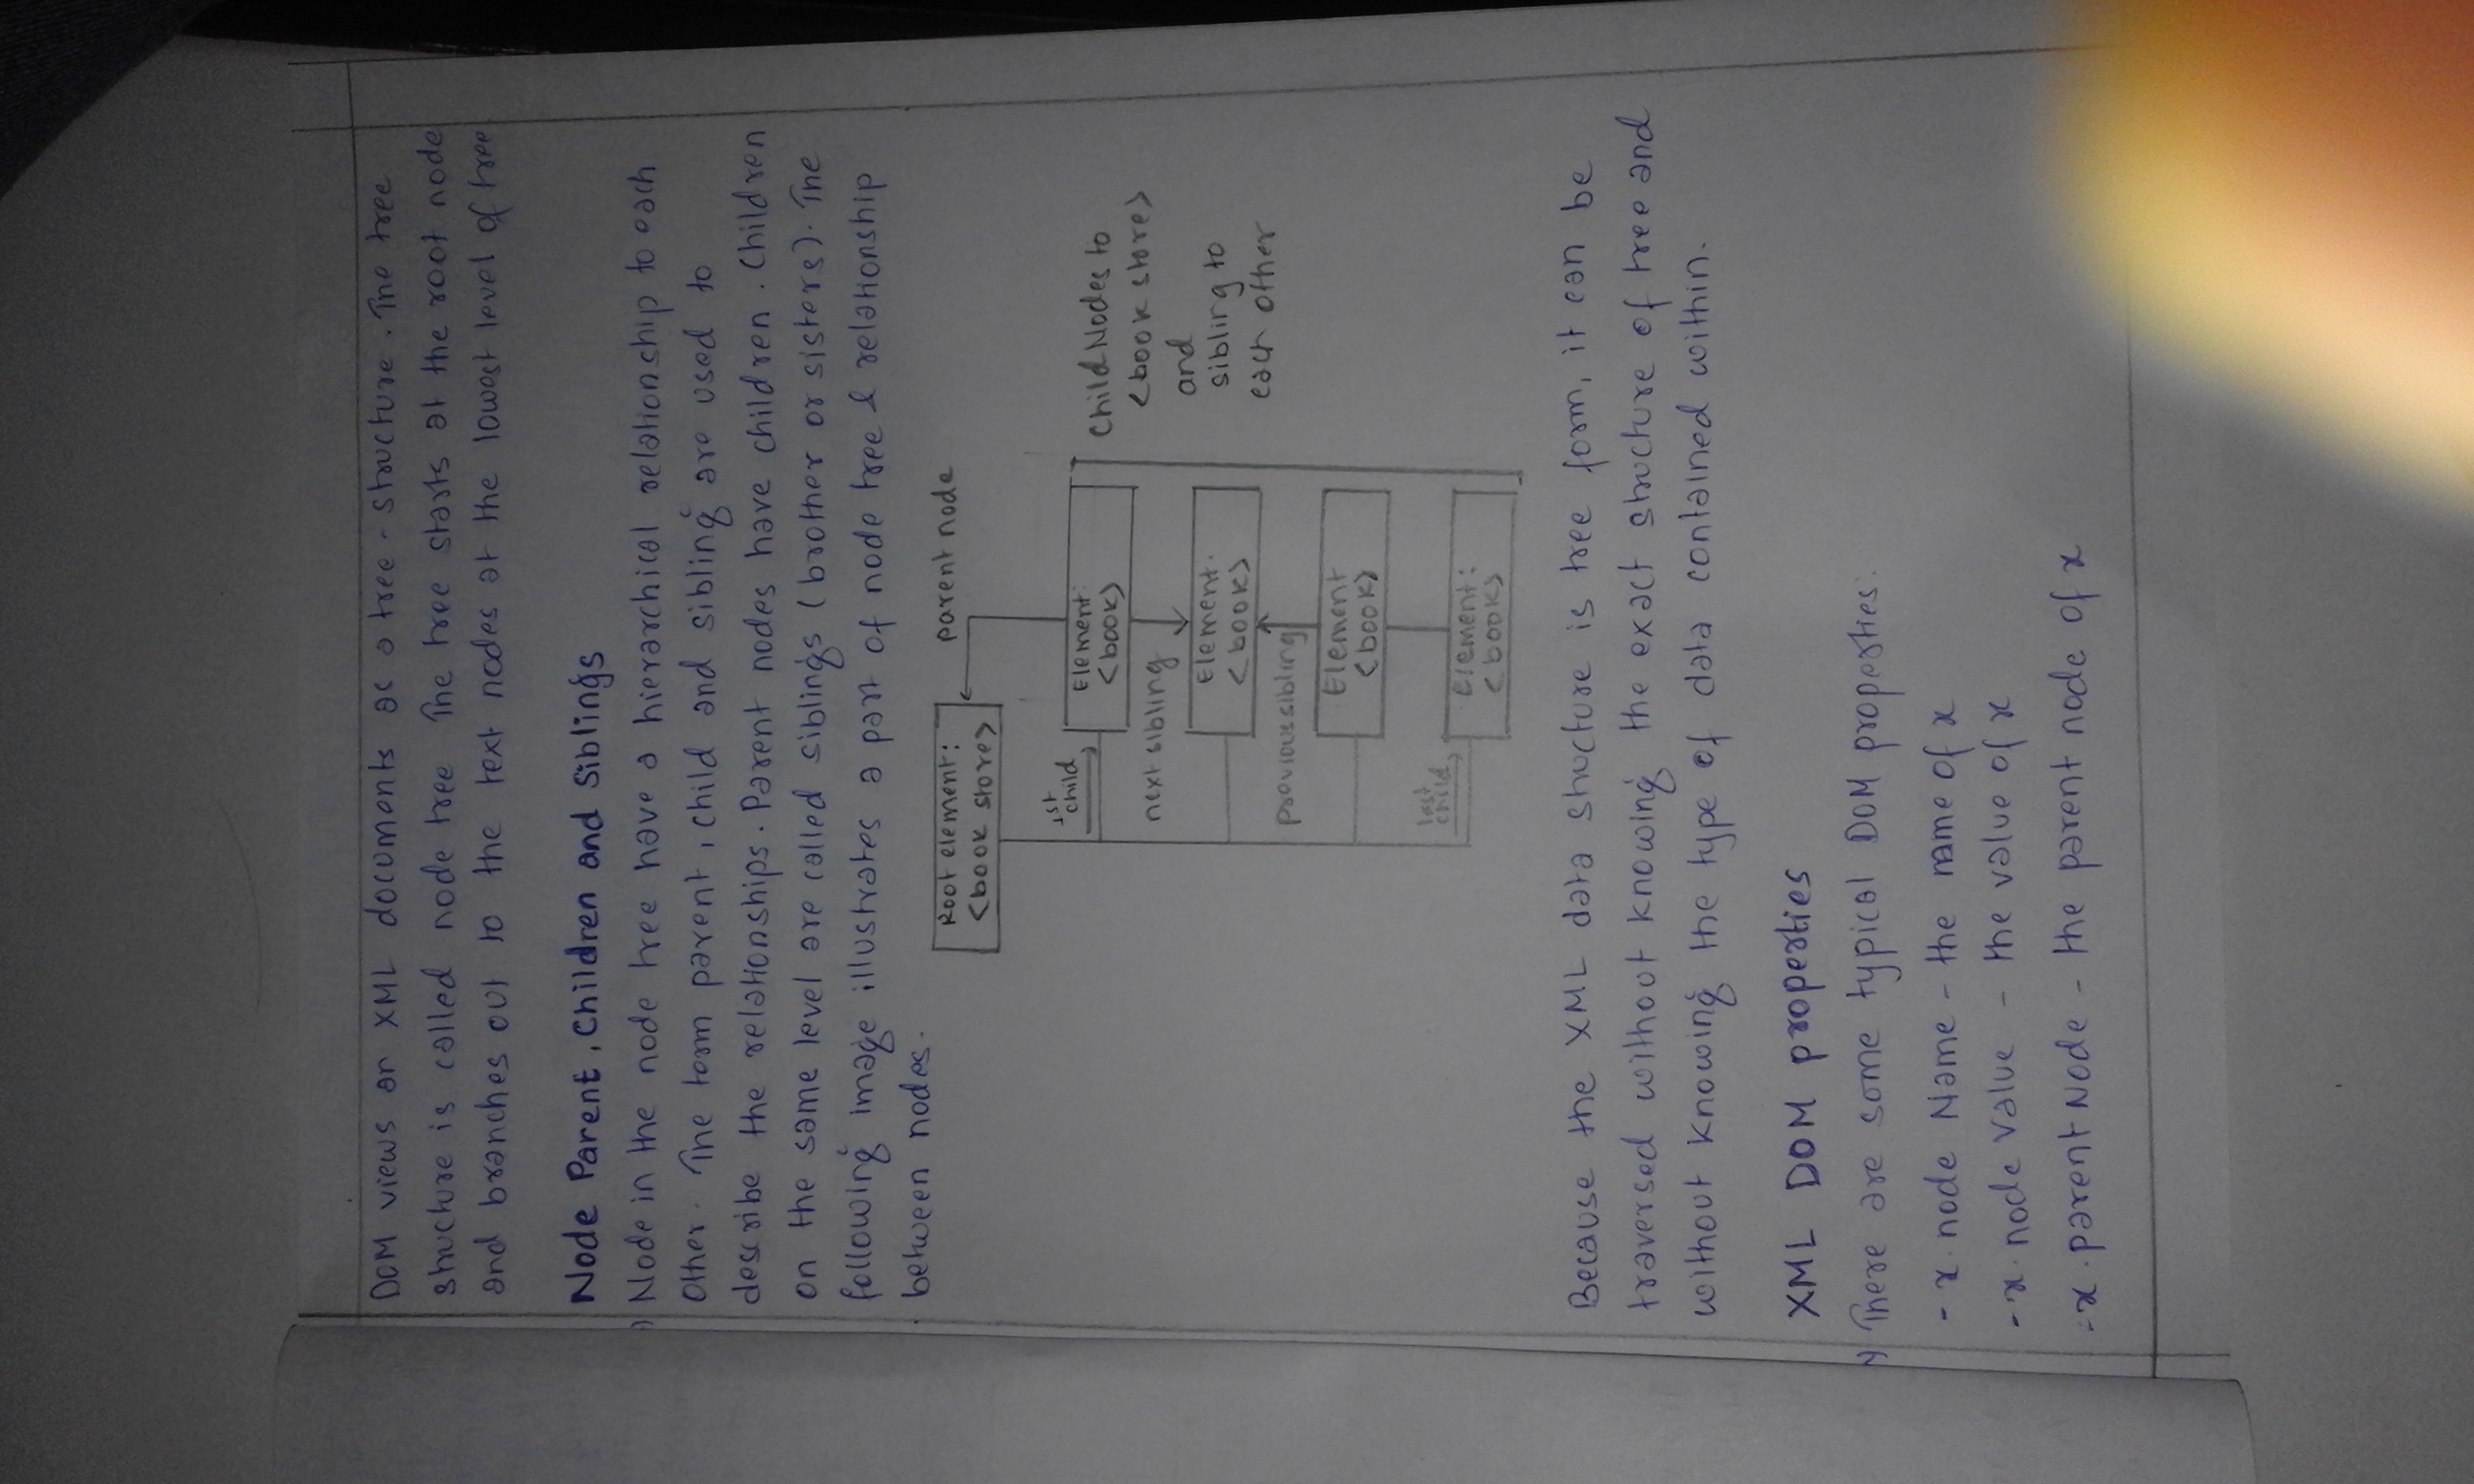 DOM views an XML documents as a tree - structure. The tree
structure is called node tree The tree starts at the root node
and branches out to the text nodes at the lowest level of tree
Node Parent, Children and Siblings
Node in the node tree have a hierarchical relationship to each
Other. The term parent, child and sibling are used to
describe the relationships. Parent nodes have children. Children
on the same level are called siblings (brother or sisters). The
following image illustrates a part of node tree & relationship
between nodes.
Root element:
<book store>
parent node
1st
child
Element:
<book>
next sibling
Element.
<book>
previous sibling
Element
<book>
last
child
Element:
<book>
Child Nodes to
<book store>
and
sibling to
each other
Because the XML data structure is tree form, it can be
traversed without knowing the exact structure of tree and
without knowing the type of data contained within.
XML DOM properties
There are some typical DOM properties:
- x. node Name - the name of x
- x. node Value - the value of x
- x. parent Node - the parent node of x